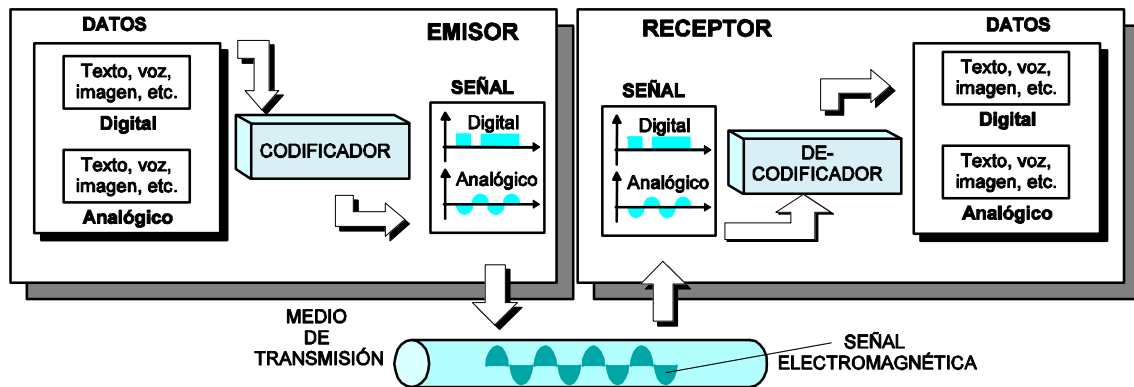 DATOS
EMISOR
Texto, voz,
imagen, etc.
Digital
Texto, voz,
imagen, etc.
Analógico
CODIFICADOR
SEÑAL
Digital
Analógico
RECEPTOR
SEÑAL
Digital
Analógico
DE-
CODIFICADOR
DATOS
Texto, voz,
imagen, etc.
Digital
Texto, voz,
imagen, etc.
Analógico
MEDIO
DE
TRANSMISIÓN
SEÑAL
ELECTROMAGNÉTICA